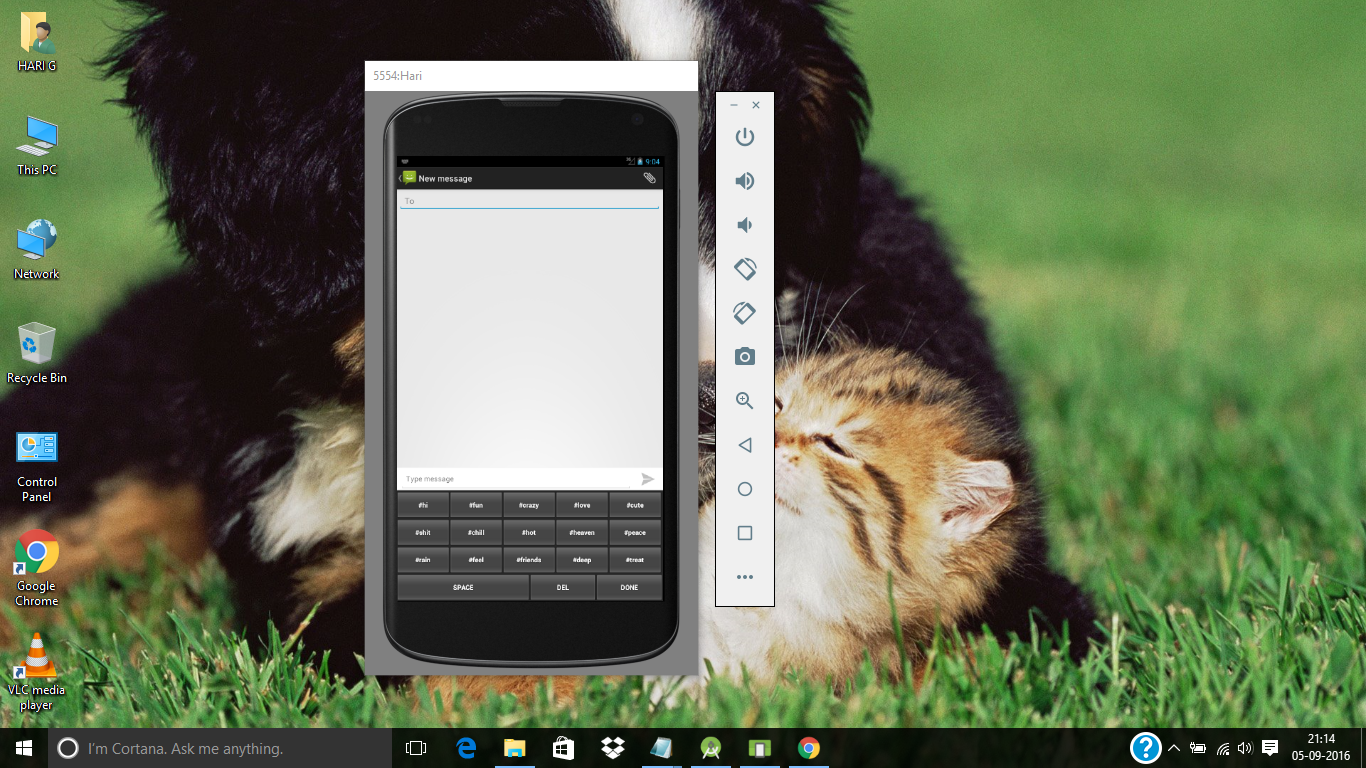 HARI G
This PC
Network
Recycle Bin
Control
Panel
Google
Chrome
VLC media
player
5554:Hari
9:04
New message
To
Type message
#hi #fun #crazy #love #cute
#shit #chill #hot #heaven #peace
#rain #feel #friends #deep #treat
SPACE DEL DONE
I'm Cortana. Ask me anything.
21:14
05-09-2016